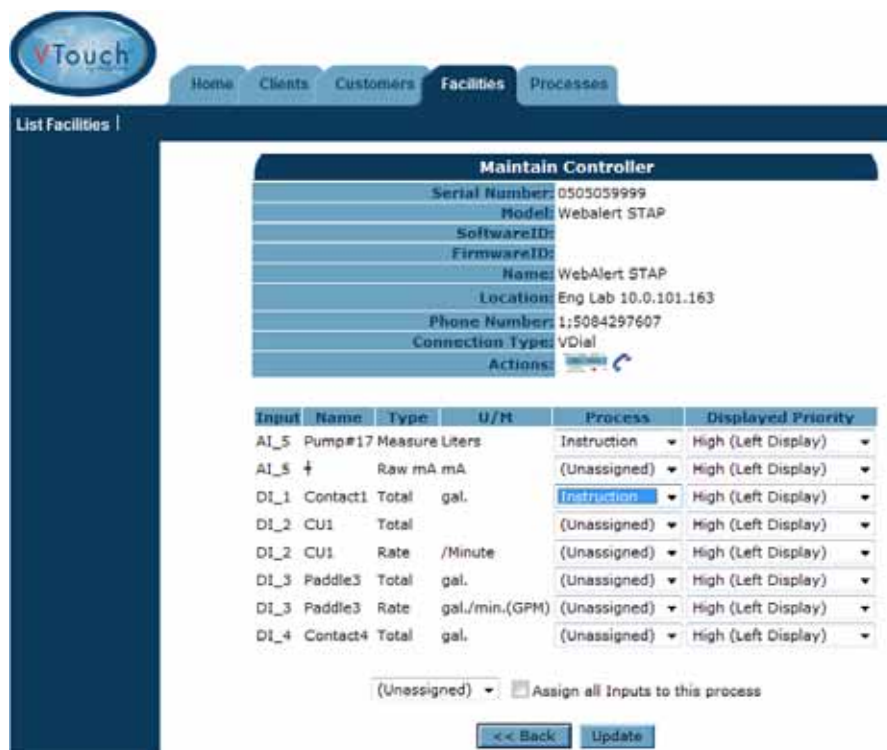 VTouch
Home Clients Customers Facilities Processes
List Facilities |
Maintain Controller
Serial Number: 0505059999
Model: Webalert STAP
SoftwareID:
FirmwareID:
Name: WebAlert STAP
Location: Eng Lab 10.0.101.163
Phone Number: 1;5084297607
Connection Type: VDial
Actions:
Input Name Type U/M Process Displayed Priority
AI_5 Pump#17 Measure Liters Instruction High (Left Display)
AI_5 ɫ Raw mA mA (Unassigned) High (Left Display)
DI_1 Contact1 Total gal. Instruction High (Left Display)
DI_2 CU1 Total (Unassigned) High (Left Display)
DI_2 CU1 Rate /Minute (Unassigned) High (Left Display)
DI_3 Paddle3 Total gal. (Unassigned) High (Left Display)
DI_3 Paddle3 Rate gal./min.(GPM) (Unassigned) High (Left Display)
DI_4 Contact4 Total gal. (Unassigned) High (Left Display)
(Unassigned) Assign all Inputs to this process
<< Back Update